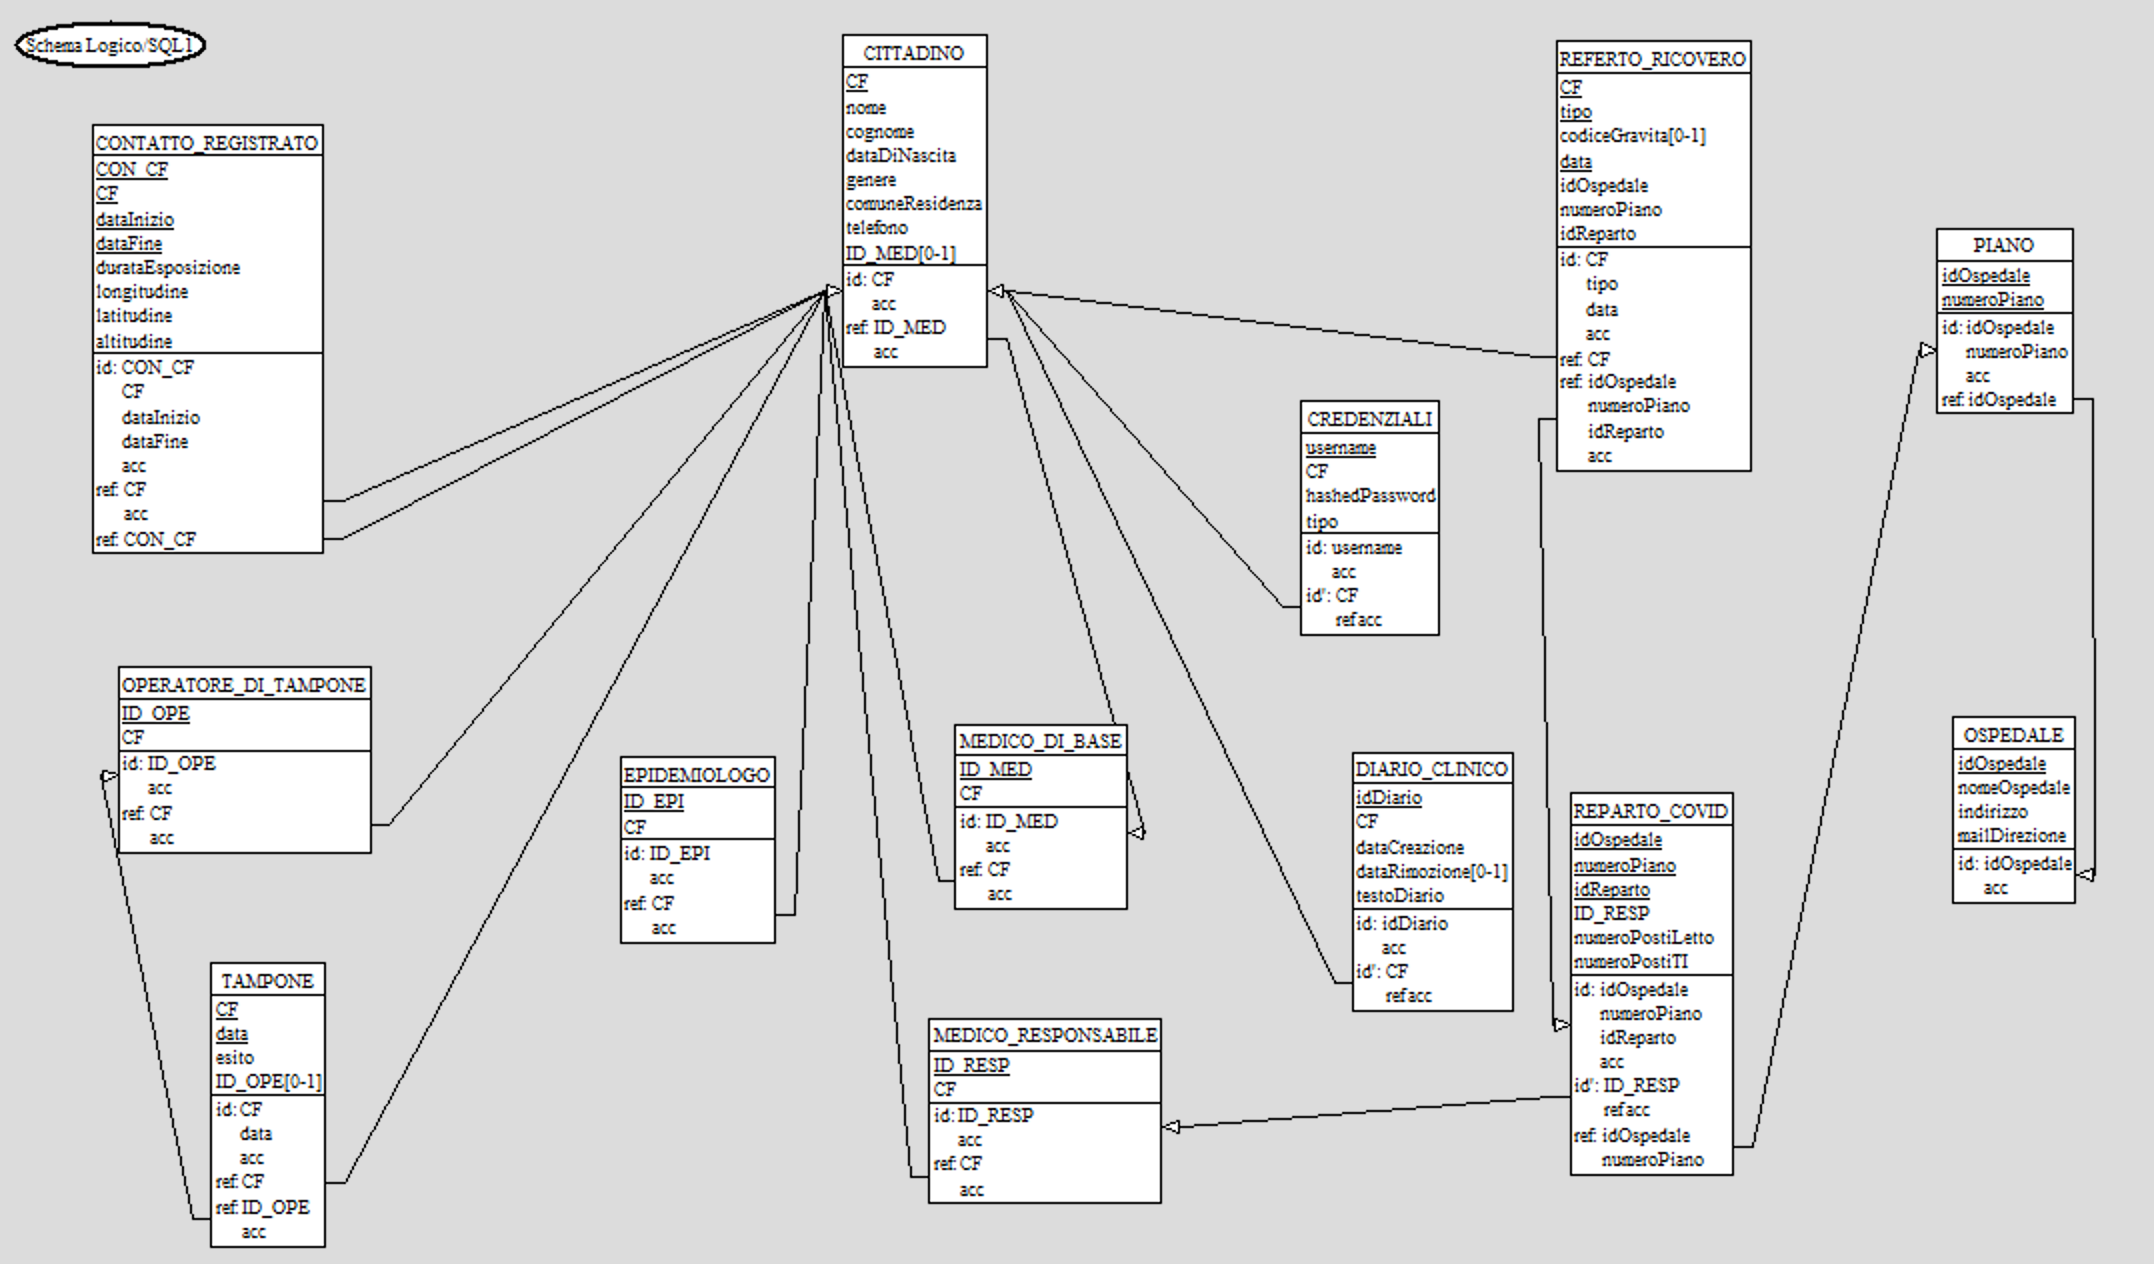 Schema Logico/SQL1
CONTATTO_REGISTRATO
CON_CF
CF
dataInizio
dataFine
durataEsposizione
longitudine
latitudine
altitudine
id: CON_CF
CF
dataInizio
dataFine
acc
ref: CF
acc
ref: CON_CF
CITTADINO
CF
nome
cognome
dataDiNascita
genere
comuneResidenza
telefono
ID_MED[0-1]
id: CF
acc
ref: ID_MED
acc
REFERTO_RICOVERO
CF
tipo
codiceGravita[0-1]
data
idOspedale
numeroPiano
idReparto
id: CF
tipo
data
acc
ref: CF
ref: idOspedale
numeroPiano
idReparto
acc
PIANO
idOspedale
numeroPiano
id: idOspedale
numeroPiano
acc
ref: idOspedale
CREDENZIALI
username
CF
hashedPassword
tipo
id: username
acc
id': CF
ref acc
OPERATORE_DI_TAMPONE
ID_OPE
CF
id: ID_OPE
acc
ref: CF
acc
EPIDEMIOLOGO
ID_EPI
CF
id: ID_EPI
acc
ref: CF
acc
MEDICO_DI_BASE
ID_MED
CF
id: ID_MED
acc
ref: CF
acc
DIARIO_CLINICO
idDiario
CF
dataCreazione
dataRimozione[0-1]
testoDiario
id: idDiario
acc
id': CF
ref acc
OSPEDALE
idOspedale
nomeOspedale
indirizzo
mailDirezione
id: idOspedale
acc
REPARTO_COVID
idOspedale
numeroPiano
idReparto
ID_RESP
numeroPostiLetto
numeroPostiTI
id: idOspedale
numeroPiano
idReparto
acc
id': ID_RESP
ref acc
ref: idOspedale
numeroPiano
TAMPONE
CF
data
esito
ID_OPE[0-1]
id: CF
data
acc
ref: CF
ref: ID_OPE
acc
MEDICO_RESPONSABILE
ID_RESP
CF
id: ID_RESP
acc
ref: CF
acc